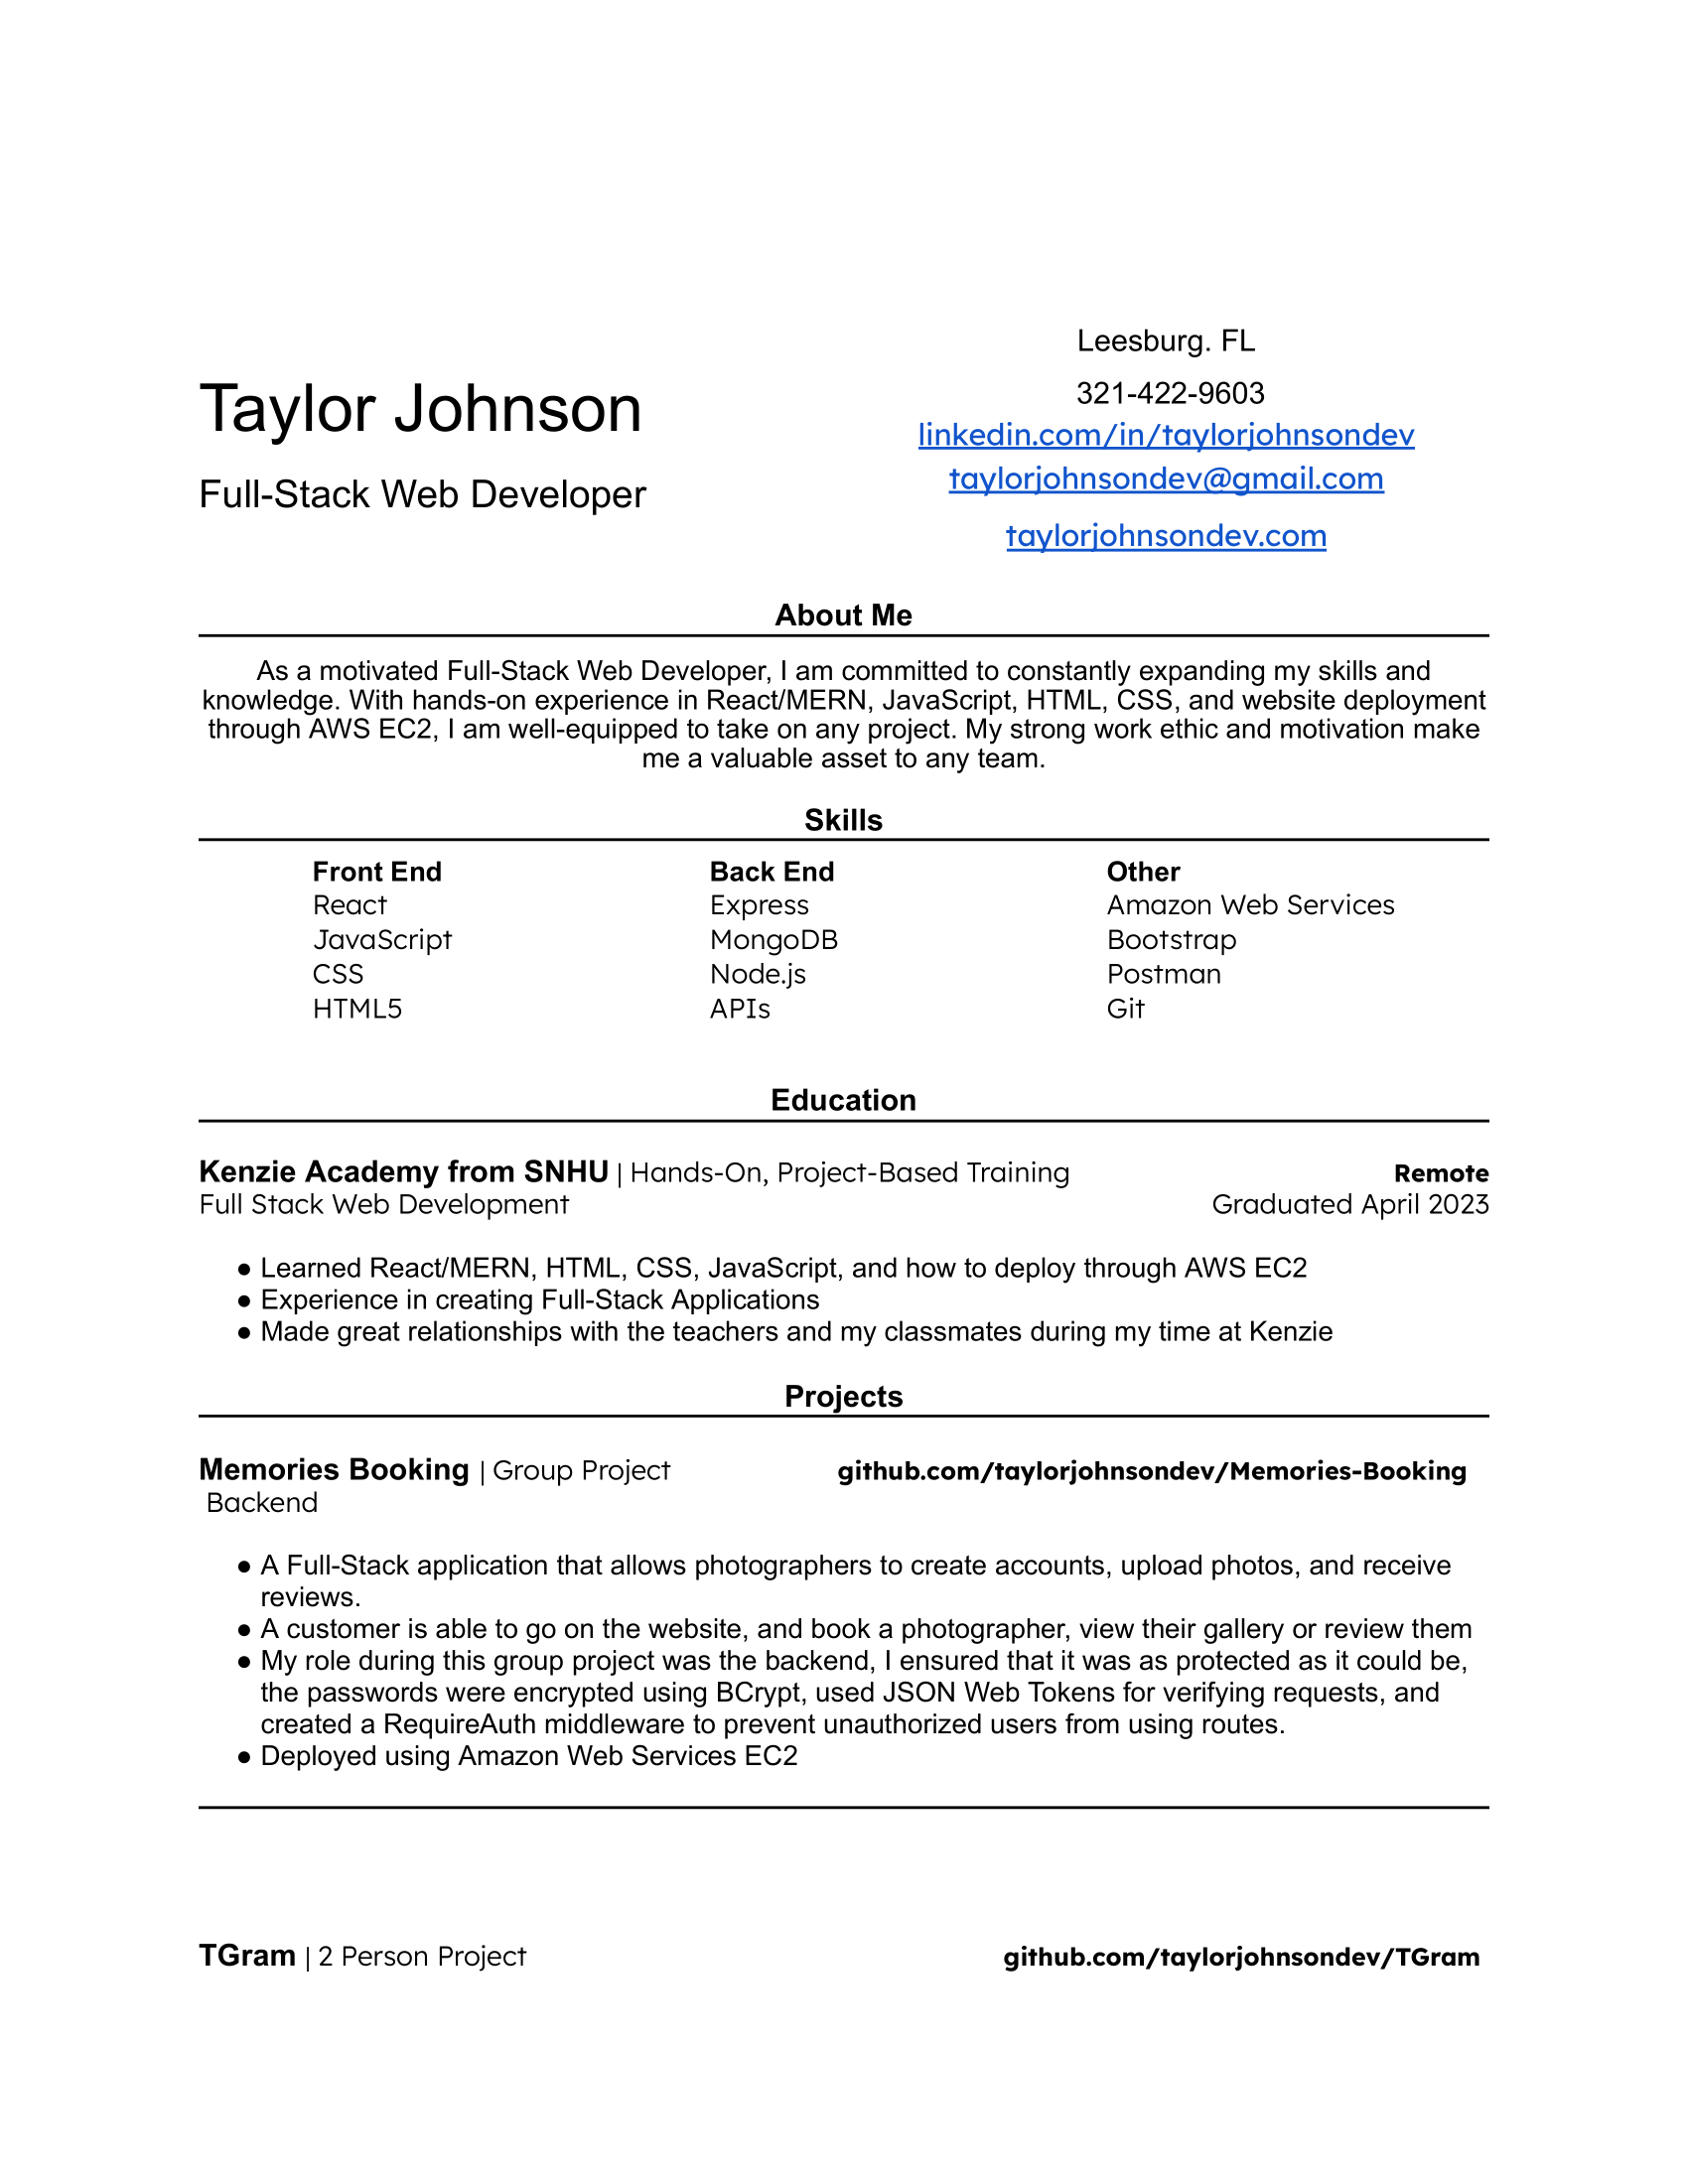 Leesburg. FL
Taylor Johnson
321-422-9603
linkedin.com/in/taylorjohnsondev
Full-Stack Web Developer
taylorjohnsondev@gmail.com
taylorjohnsondev.com
About Me
As a motivated Full-Stack Web Developer, I am committed to constantly expanding my skills and
knowledge. With hands-on experience in React/MERN, JavaScript, HTML, CSS, and website deployment
through AWS EC2, I am well-equipped to take on any project. My strong work ethic and motivation make
me a valuable asset to any team.
Skills
Front End Back End Other
React Express Amazon Web Services
JavaScript MongoDB Bootstrap
CSS Node.js Postman
HTML5 APIs Git
Education
Kenzie Academy from SNHU | Hands-On, Project-Based Training Remote
Full Stack Web Development Graduated April 2023
● Learned React/MERN, HTML, CSS, JavaScript, and how to deploy through AWS EC2
● Experience in creating Full-Stack Applications
● Made great relationships with the teachers and my classmates during my time at Kenzie
Projects
Memories Booking | Group Project github.com/taylorjohnsondev/Memories-Booking
Backend
● A Full-Stack application that allows photographers to create accounts, upload photos, and receive
reviews.
● A customer is able to go on the website, and book a photographer, view their gallery or review them
● My role during this group project was the backend, I ensured that it was as protected as it could be,
the passwords were encrypted using BCrypt, used JSON Web Tokens for verifying requests, and
created a RequireAuth middleware to prevent unauthorized users from using routes.
● Deployed using Amazon Web Services EC2
TGram | 2 Person Project github.com/taylorjohnsondev/TGram